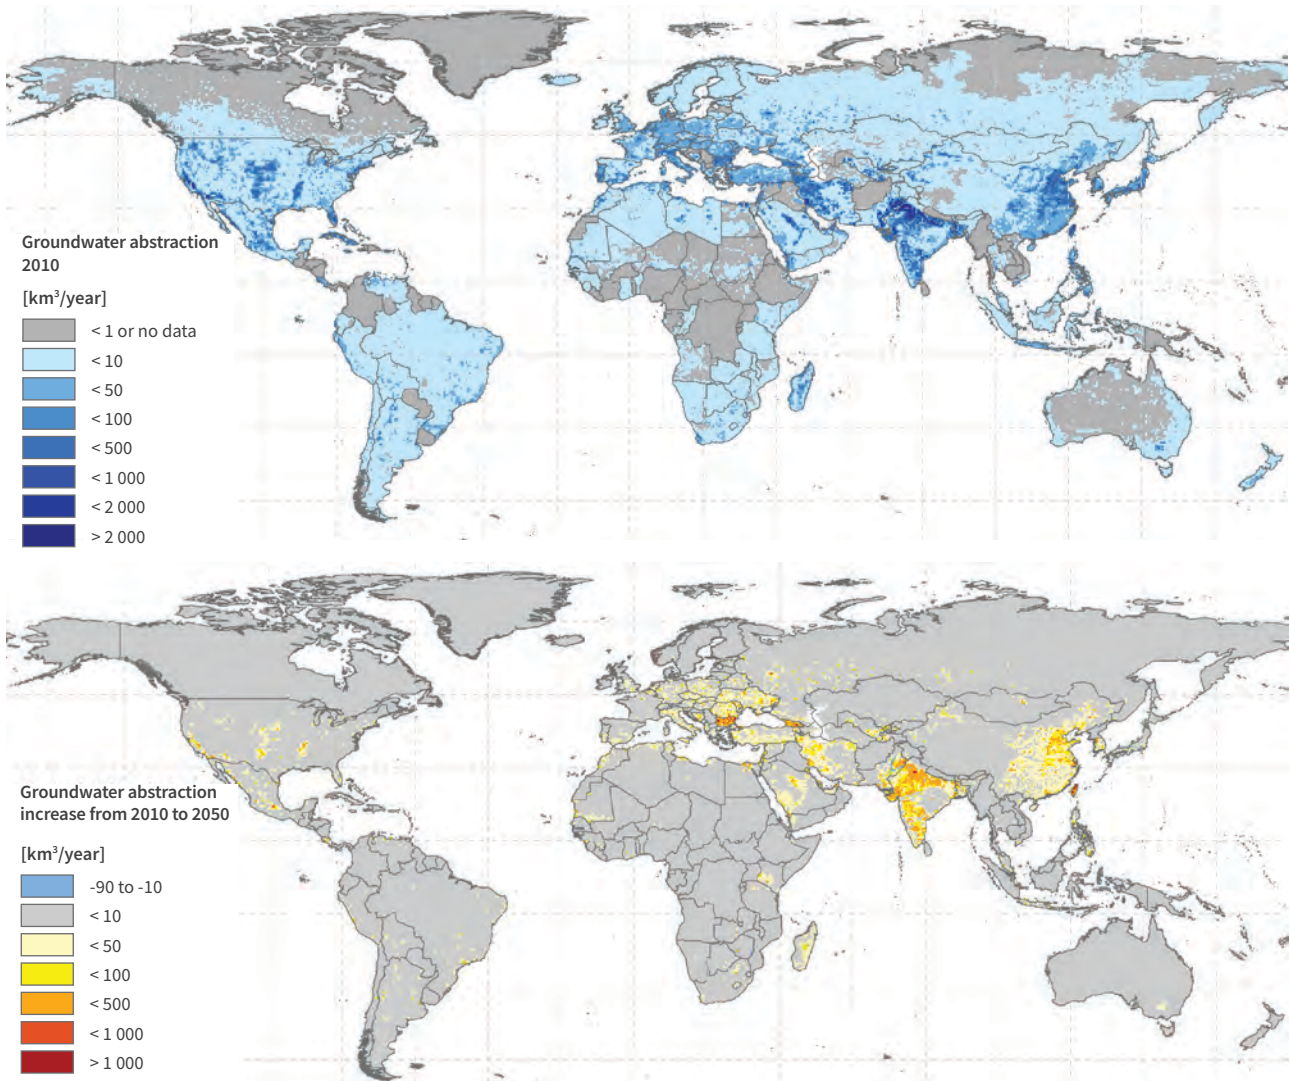 Groundwater abstraction
2010
[km³/year]
< 1 or no data
< 10
< 50
< 100
< 500
< 1 000
< 2 000
> 2 000
Groundwater abstraction
increase from 2010 to 2050
[km³/year]
-90 to -10
< 10
< 50
< 100
< 500
< 1 000
> 1 000